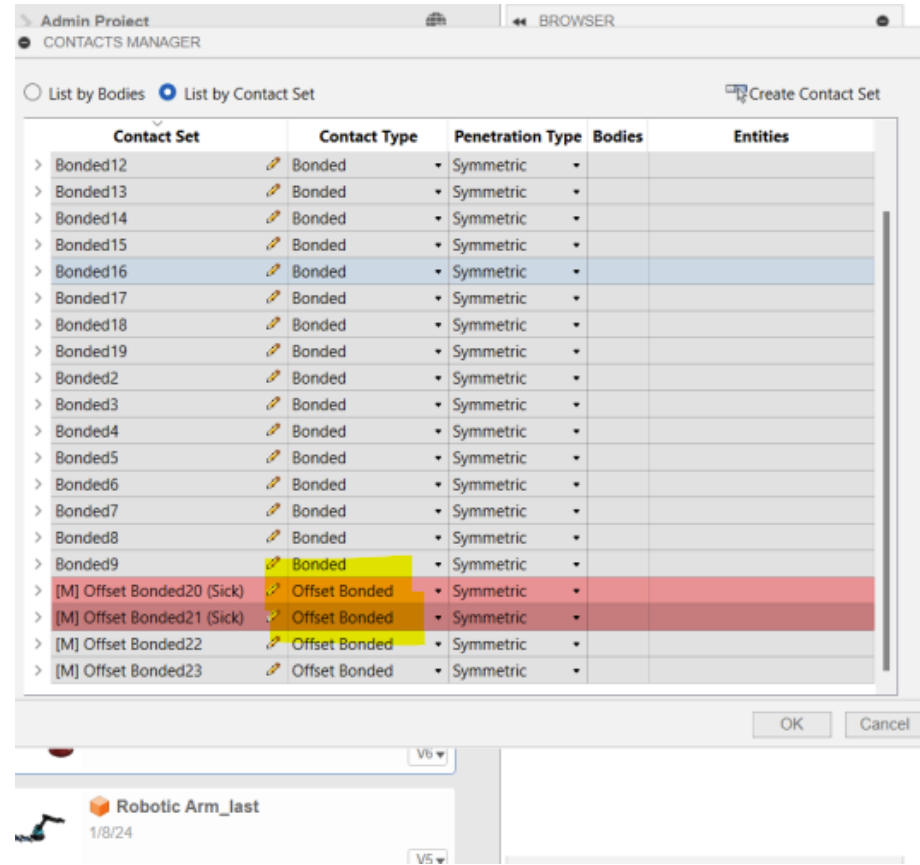 Admin Project
BROWSER
CONTACTS MANAGER
List by Bodies List by Contact Set Create Contact Set
Contact Set Contact Type Penetration Type Bodies Entities
Bonded12 Bonded Symmetric
Bonded13 Bonded Symmetric
Bonded14 Bonded Symmetric
Bonded15 Bonded Symmetric
Bonded16 Bonded Symmetric
Bonded17 Bonded Symmetric
Bonded18 Bonded Symmetric
Bonded19 Bonded Symmetric
Bonded2 Bonded Symmetric
Bonded3 Bonded Symmetric
Bonded4 Bonded Symmetric
Bonded5 Bonded Symmetric
Bonded6 Bonded Symmetric
Bonded7 Bonded Symmetric
Bonded8 Bonded Symmetric
Bonded9 Bonded Symmetric
[M] Offset Bonded20 (Sick) Offset Bonded Symmetric
[M] Offset Bonded21 (Sick) Offset Bonded Symmetric
[M] Offset Bonded22 Offset Bonded Symmetric
[M] Offset Bonded23 Offset Bonded Symmetric
OK Cancel
V6
Robotic Arm_last
1/8/24
V5